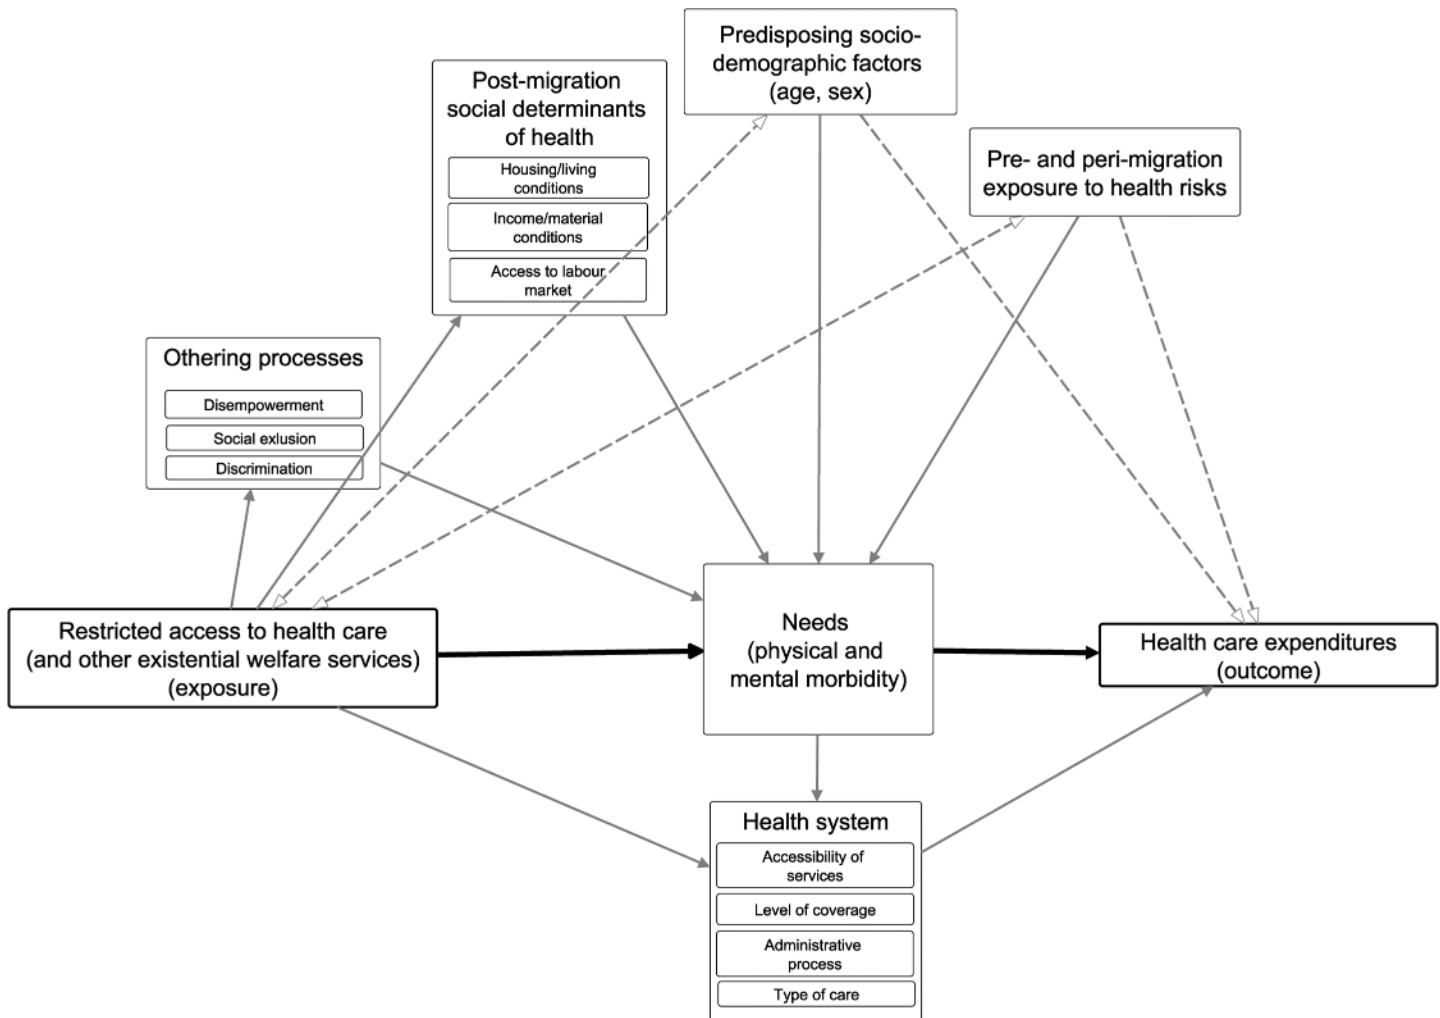 Predisposing socio-
demographic factors
(age, sex)
Post-migration
social determinants
of health
Housing/living
conditions
Income/material
conditions
Access to labour
market
Pre- and peri-migration
exposure to health risks
Othering processes
Disempowerment
Social exlusion
Discrimination
Restricted access to health care
(and other existential welfare services)
(exposure)
Needs
(physical and
mental morbidity)
Health care expenditures
(outcome)
Health system
Accessibility of
services
Level of coverage
Administrative
process
Type of care